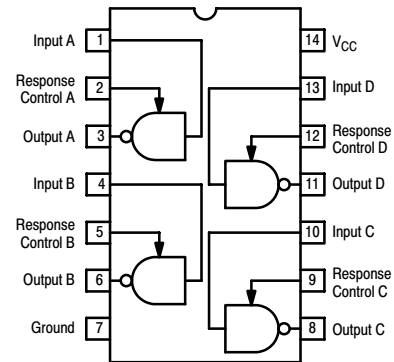 Input A 1
Response
Control A 2
Output A 3
Input B 4
Response
Control B 5
Output B 6
Ground 7
14 VCC
13 Input D
12 Response
Control D
11 Output D
10 Input C
9 Response
Control C
8 Output C